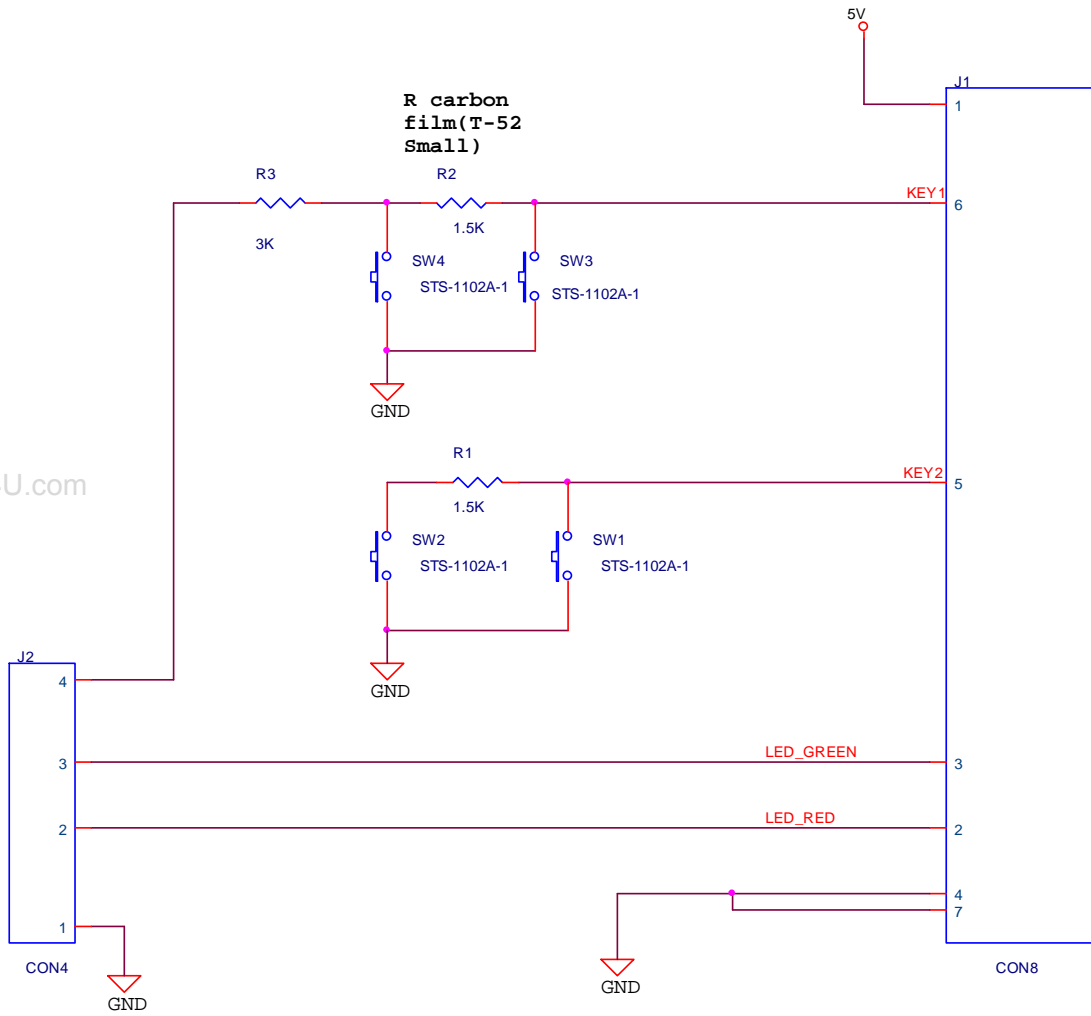 5V
J1
1
R carbon
film(T-52
Small)
R3
R2
KEY1
6
3K
1.5K
SW4
SW3
STS-1102A-1
STS-1102A-1
GND
R1
KEY2
5
U.com
1.5K
SW2
SW1
STS-1102A-1
STS-1102A-1
J2
4
GND
LED_GREEN
3
3
LED_RED
2
2
4
7
1
CON4
CON8
GND
GND